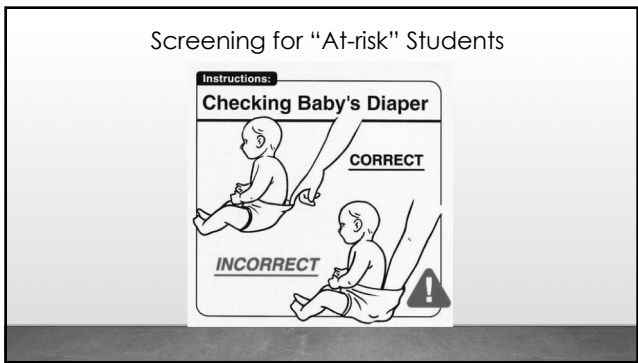 Screening for “At-risk” Students
Instructions:
Checking Baby's Diaper
CORRECT
INCORRECT
!